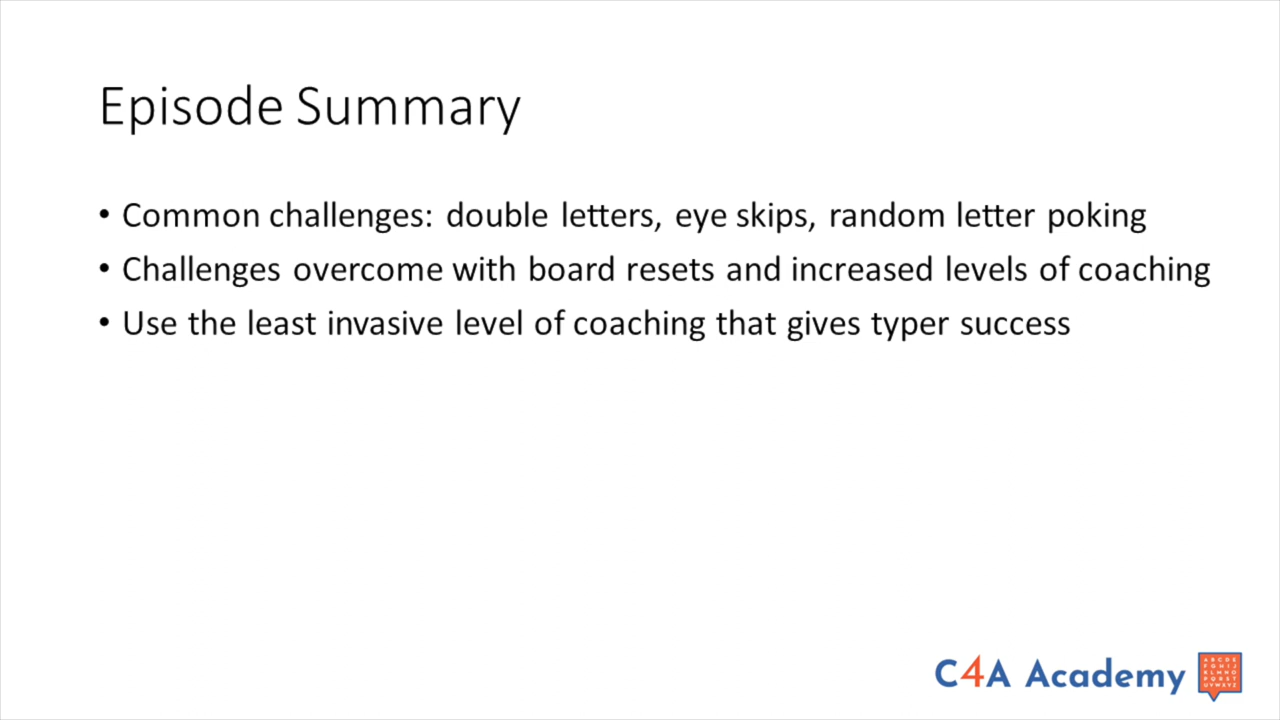 Episode Summary
• Common challenges: double letters, eye skips, random letter poking
• Challenges overcome with board resets and increased levels of coaching
• Use the least invasive level of coaching that gives typer success
C4A Academy
A B C D E
F G H I J
K L M N O
P Q R S T
U V W X Y Z